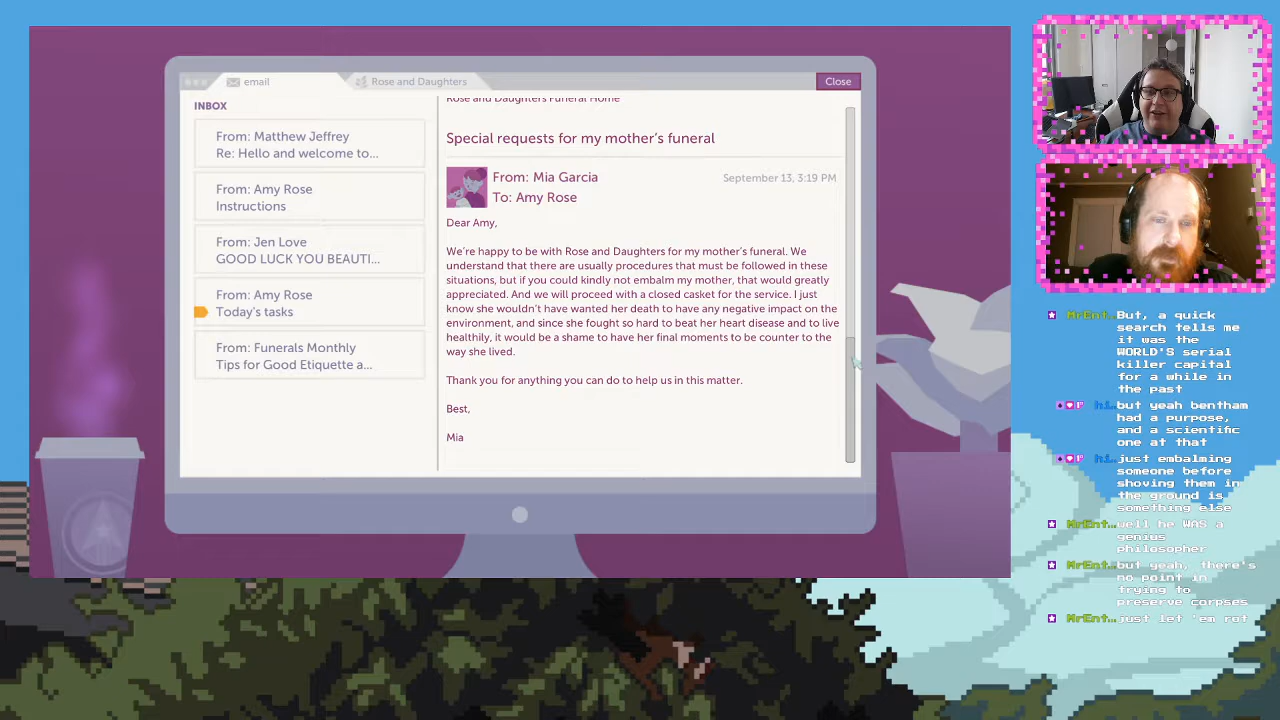 email
Rose and Daughters
Close
INBOX
From: Matthew Jeffrey
Re: Hello and welcome to...
From: Amy Rose
Instructions
From: Jen Love
GOOD LUCK YOU BEAUTI...
From: Amy Rose
Today's tasks
From: Funerals Monthly
Tips for Good Etiquette a...
Rose and Daughters Funeral Home
Special requests for my mother's funeral
From: Mia Garcia
September 13, 3:19 PM
To: Amy Rose
Dear Amy,
We're happy to be with Rose and Daughters for my mother's funeral. We
understand that there are usually procedures that must be followed in these
situations, but if you could kindly not embalm my mother, that would greatly
appreciated. And we will proceed with a closed casket for the service. I just
know she wouldn't have wanted her death to have any negative impact on the
environment, and since she fought so hard to beat her heart disease and to live
healthily, it would be a shame to have her final moments to be counter to the
way she lived.
Thank you for anything you can do to help us in this matter.
Best,
Mia
MrEnt... But, a quick
search tells me
it was the
WORLD'S serial
killer capital
for a while in
the past
hi... but yeah bentham
had a purpose,
and a scientific
one at that
hi... just embalming
someone before
shoving them in
the ground is
something else
MrEnt... well he WAS a
genius
philosopher
MrEnt... but yeah, there's
no point in
trying to
preserve corpses
MrEnt... just let 'em rot